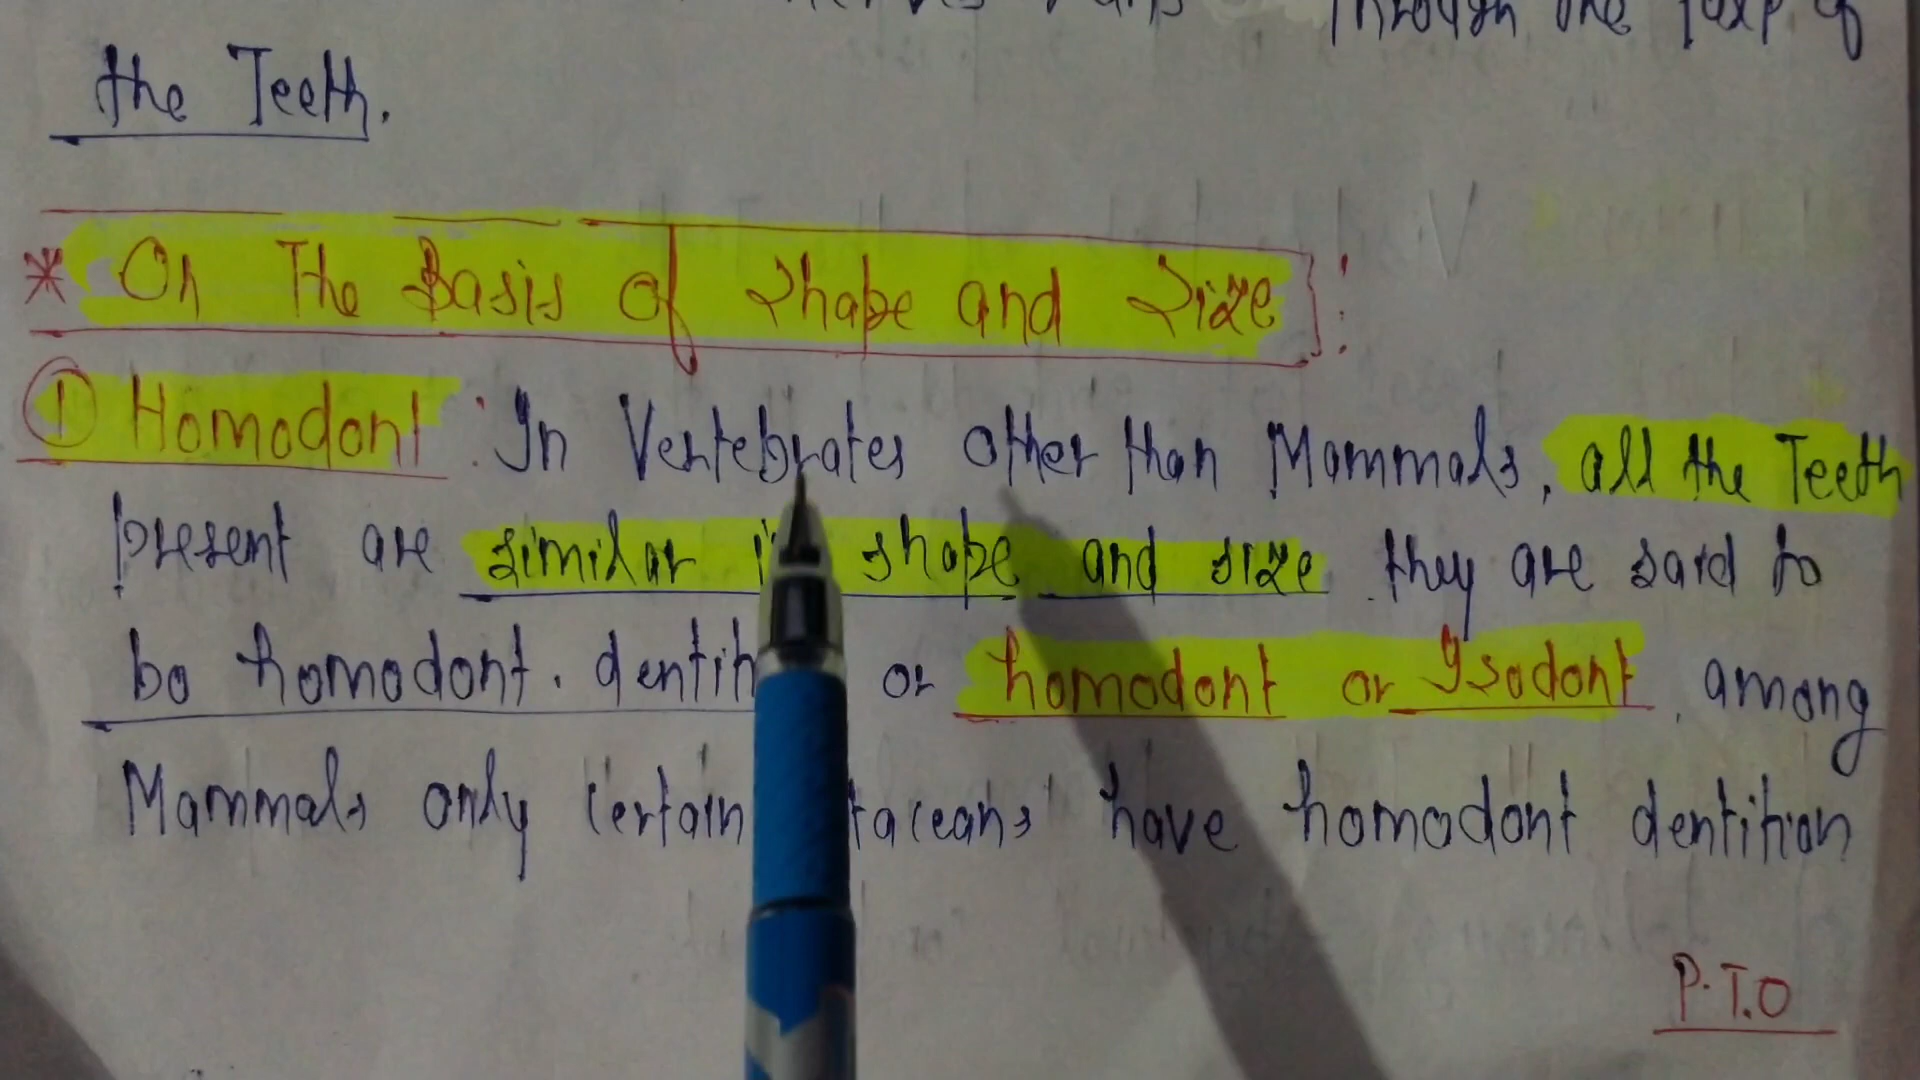 Through the
the Teeth.
* On The Basis of Shape and Size :
① Homodont : In Vertebrates other than Mammals, all the Teeth
present are similar shape and size they are said to
be homodont. or homodont or Isodont, among
Mammals only certain have homodont dentition
P.T.O